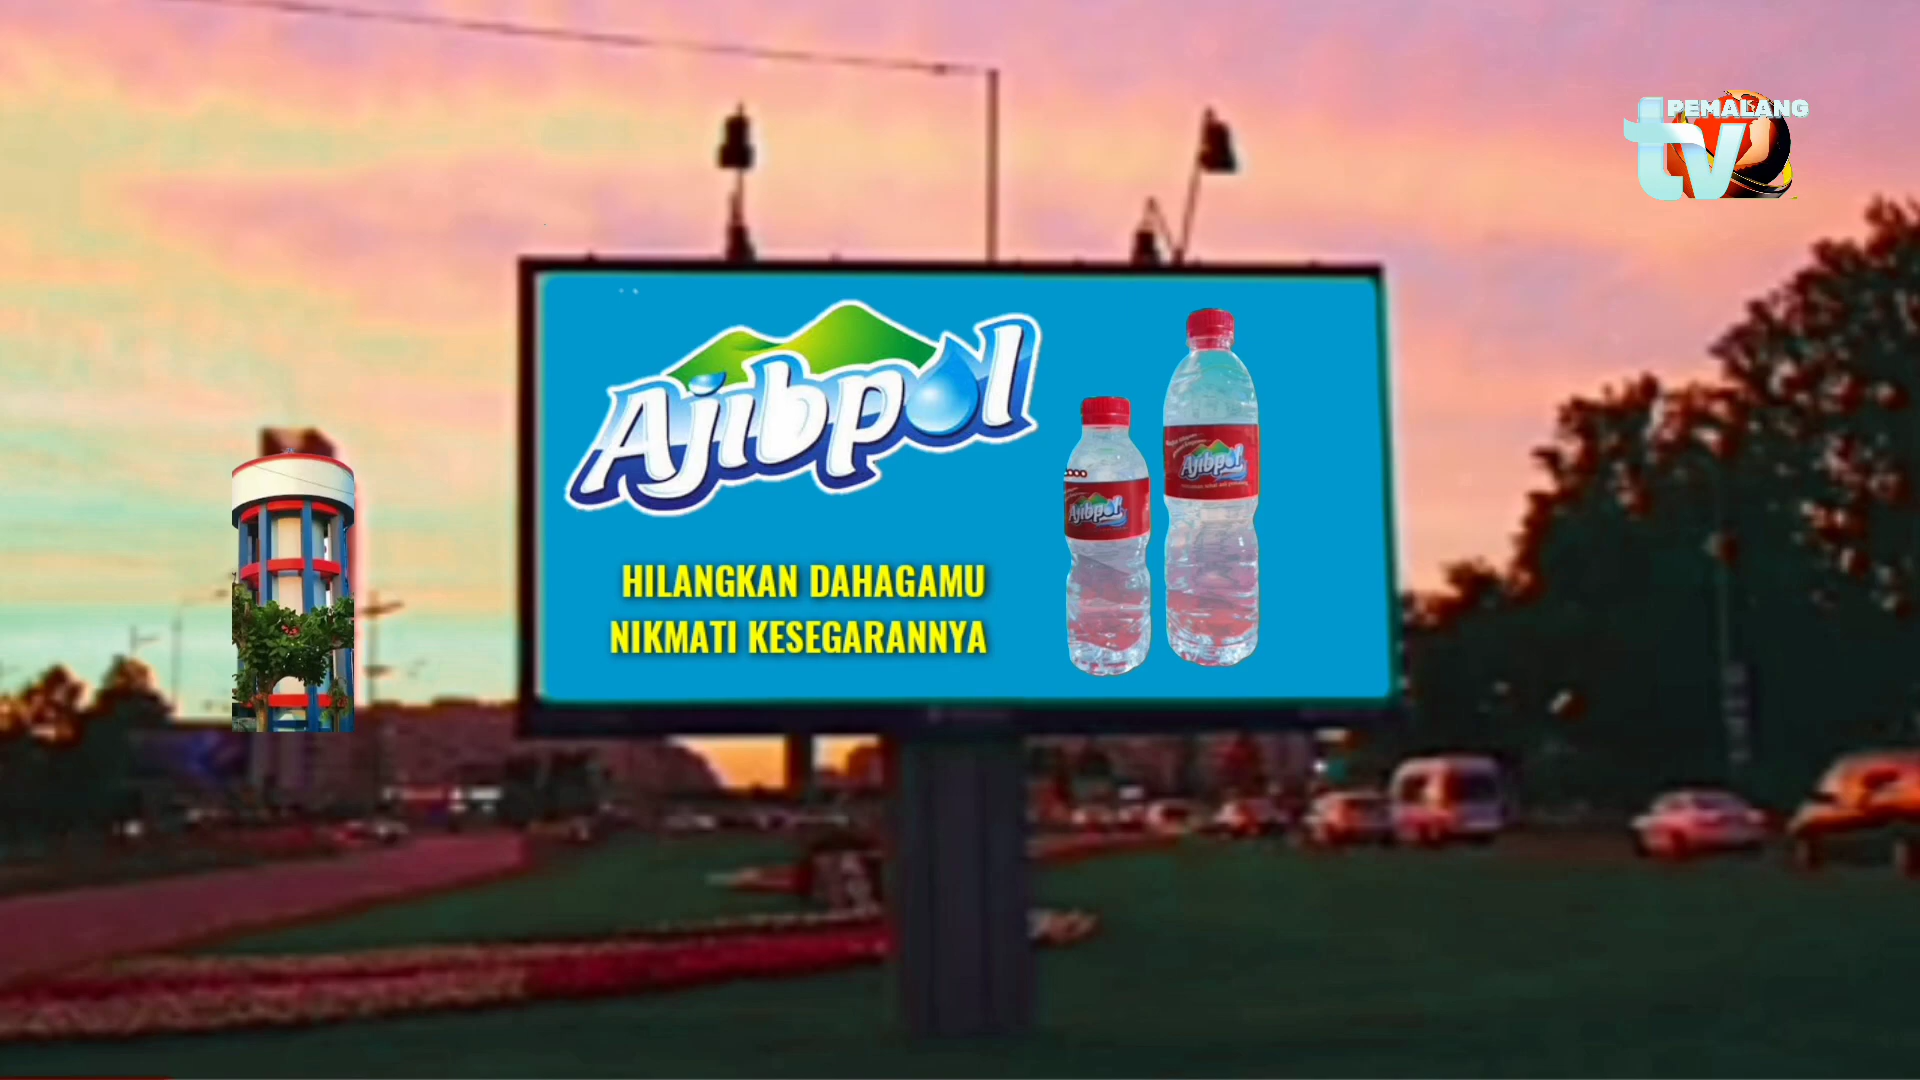 PEMALANG
tv
Ajibpol
HILANGKAN DAHAGAMU
NIKMATI KESEGARANNYA
Ajibpol
Ajibpol